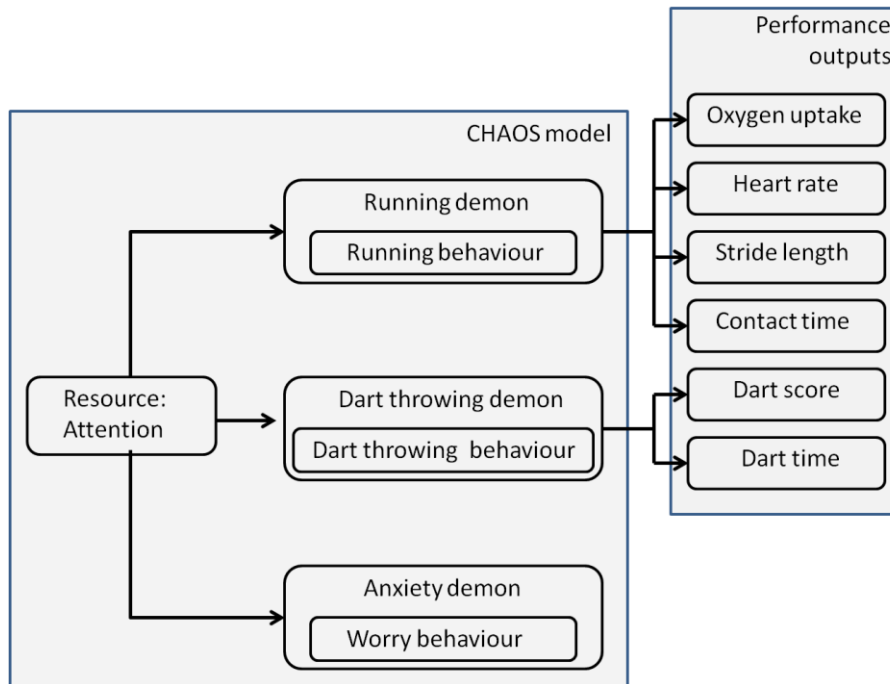 Performance
outputs
Oxygen uptake
Heart rate
Stride length
Contact time
Dart score
Dart time
CHAOS model
Running demon
Running behaviour
Resource:
Attention
Dart throwing demon
Dart throwing behaviour
Anxiety demon
Worry behaviour